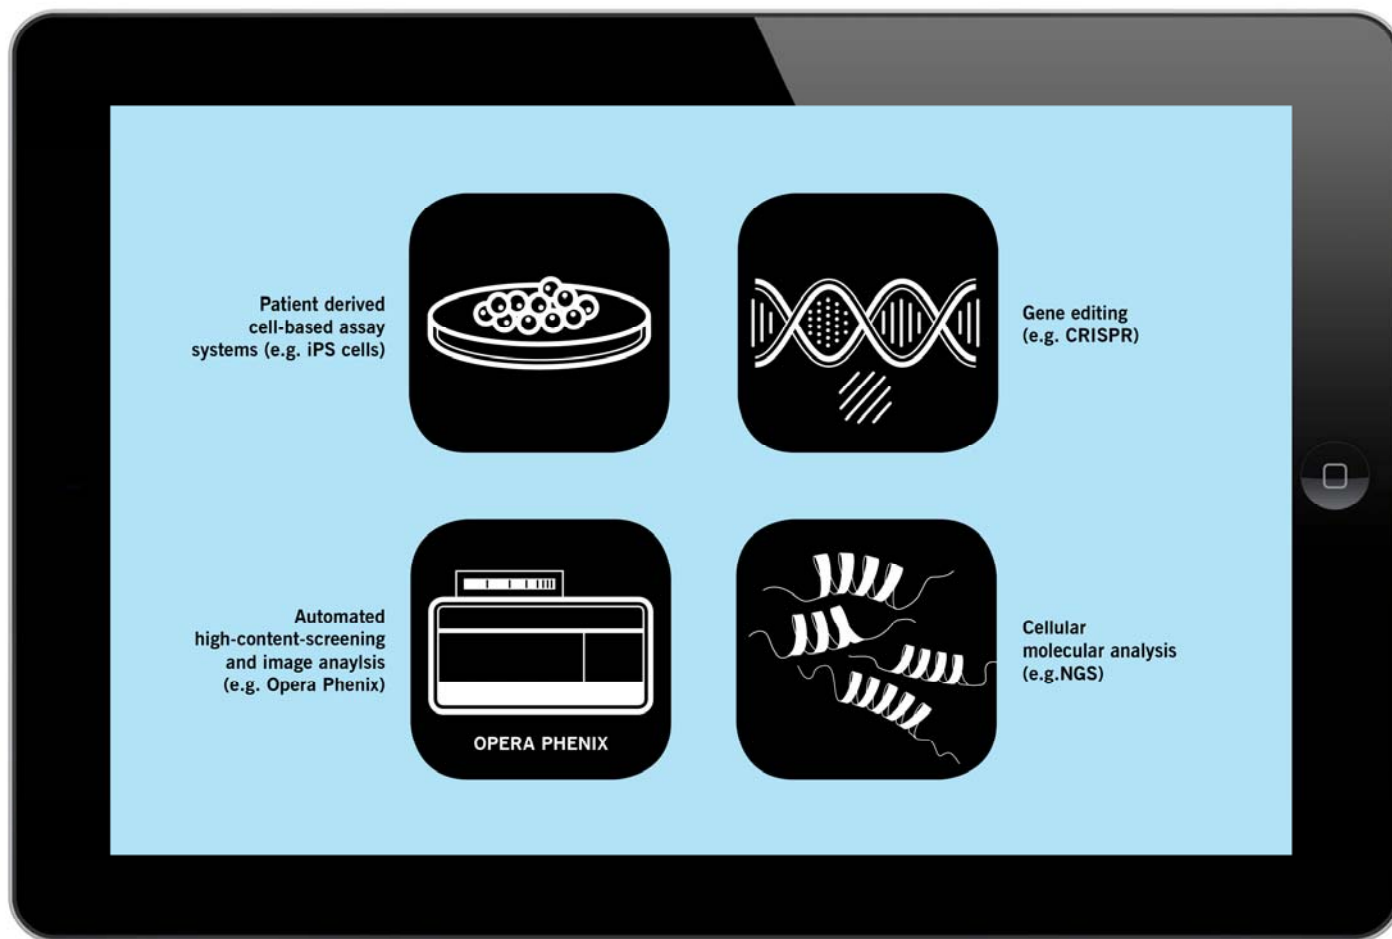 Patient derived
cell-based assay
systems (e.g. iPS cells)
Gene editing
(e.g. CRISPR)
Automated
high-content-screening
and image anaylsis
(e.g. Opera Phenix)
OPERA PHENIX
Cellular
molecular analysis
(e.g.NGS)